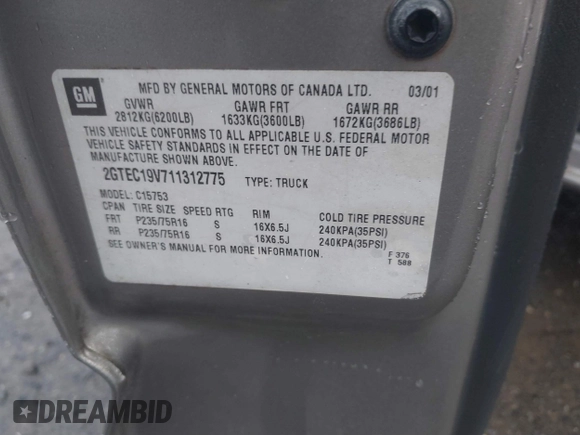 GM
MFD BY GENERAL MOTORS OF CANADA LTD. 03/01
GVWR GAWR FRT GAWR RR
2812KG(6200LB) 1633KG(3600LB) 1672KG(3686LB)
THIS VEHICLE CONFORMS TO ALL APPLICABLE U.S. FEDERAL MOTOR
VEHICLE SAFETY STANDARDS IN EFFECT ON THE DATE OF
MANUFACTURE SHOWN ABOVE.
2GTEC19V711312775 TYPE: TRUCK
MODEL: C15753
CPAN TIRE SIZE SPEED RTG RIM COLD TIRE PRESSURE
FRT P235/75R16 S 16X6.5J 240KPA(35PSI)
RR P235/75R16 S 16X6.5J 240KPA(35PSI)
SEE OWNER'S MANUAL FOR MORE INFORMATION.
F 376
T 588
DREAMBID